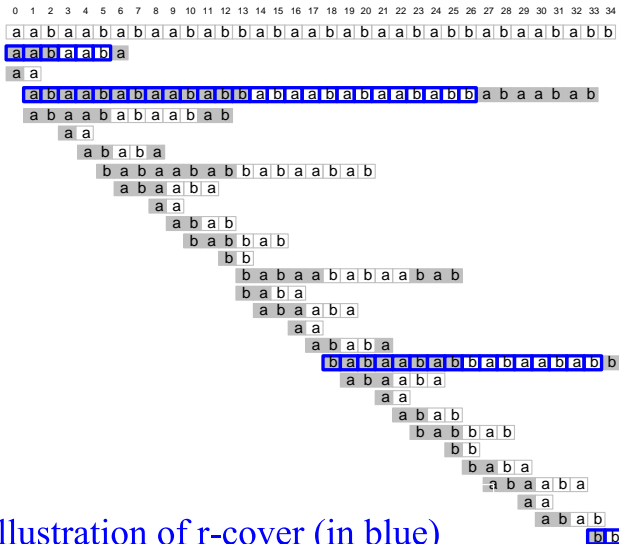 0 1 2 3 4 5 6 7 8 9 10 11 12 13 14 15 16 17 18 19 20 21 22 23 24 25 26 27 28 29 30 31 32 33 34
a a b a a b a b a a b a b b a b a a b a b a a b a b b a b a a b a b b
a a b a a b a
a a
a b a a b a b a a b a b b a b a a b a b a a b a b b a b a a b a b
a b a a b a b a a b a b
a a
a b a b a
b a b a a b a b b a b a a b a b
a b a a b a
a a
a b a b
b a b b a b
b b
b a b a a b a b a a b a b
b a b a
a b a a b a
a a
a b a b a
b a b a a b a b b a b a a b a b b
a b a a b a
a a
a b a b
b a b b a b
b b
b a b a
a b a a b a
a a
a b a b
b b
llustration of r-cover (in blue)